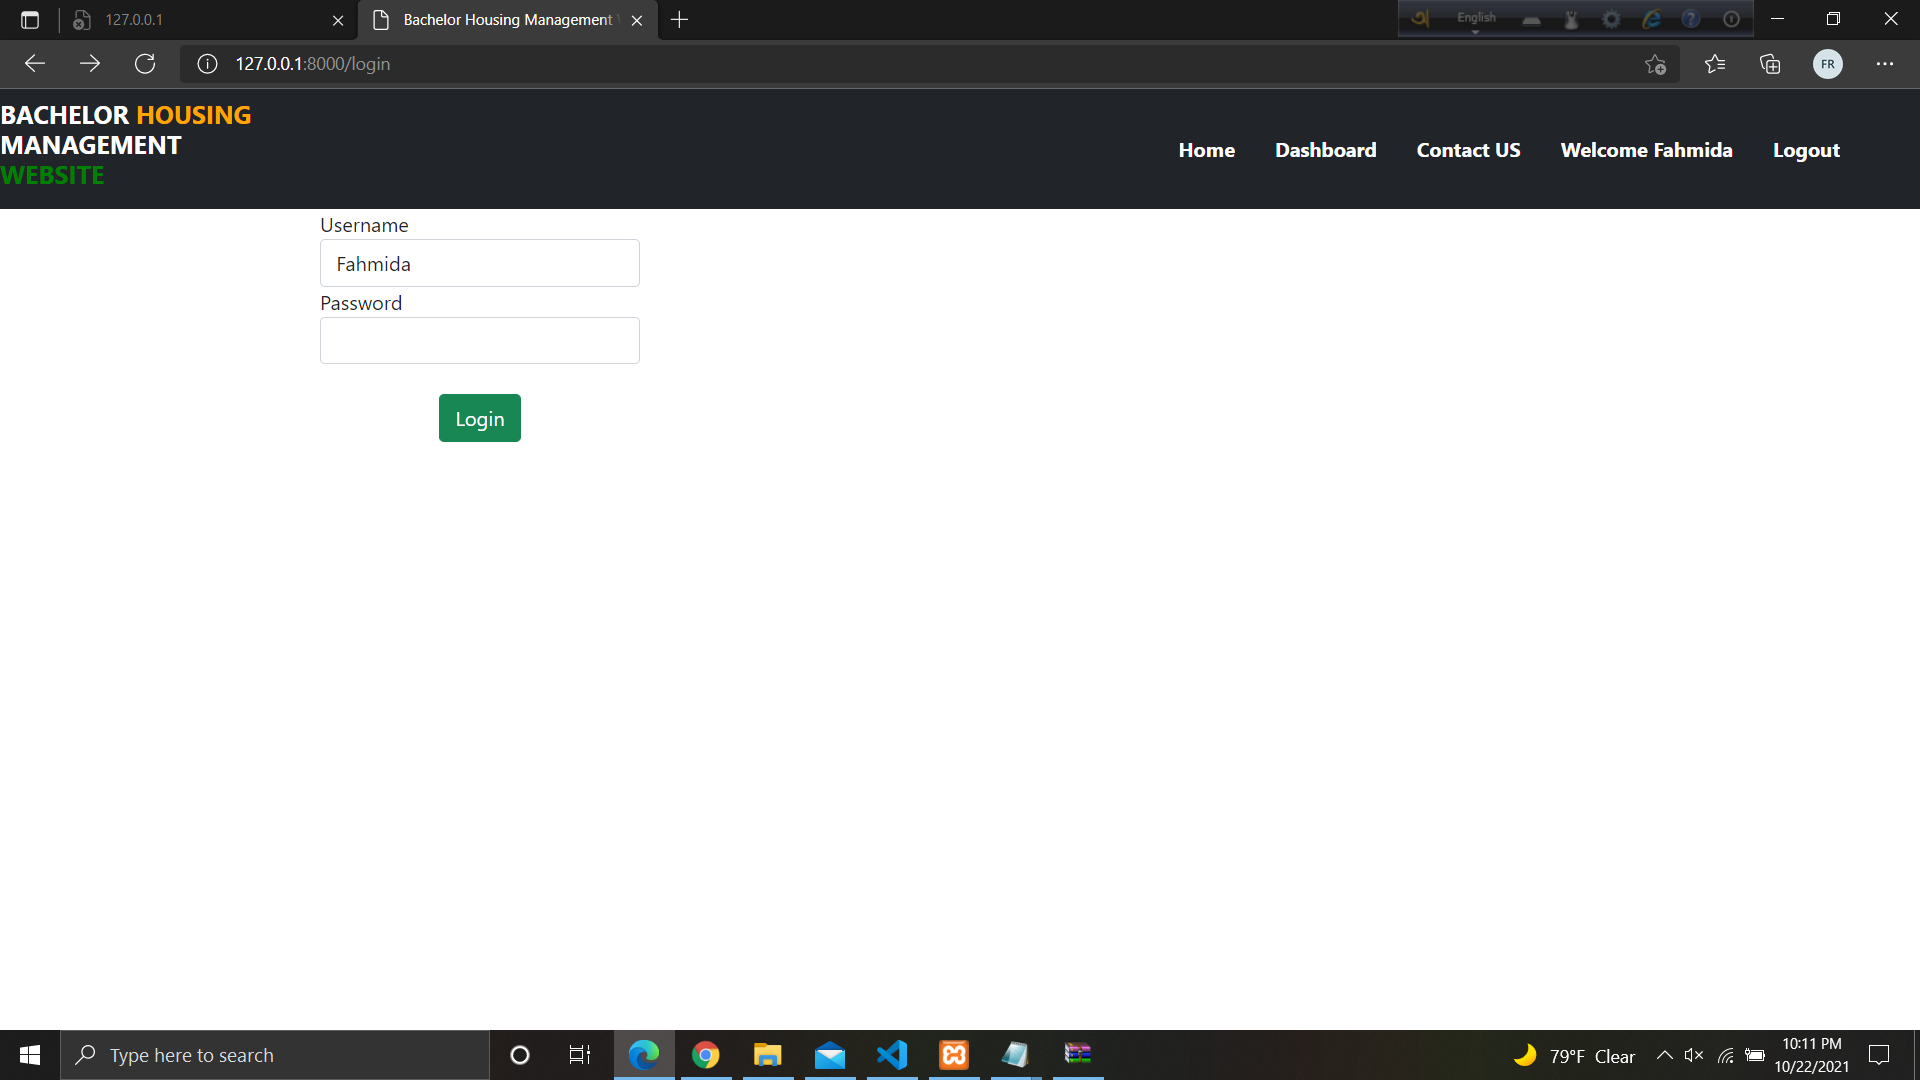 127.0.0.1
Bachelor Housing Management
English
127.0.0.1:8000/login
FR
BACHELOR HOUSING
MANAGEMENT
WEBSITE
Home
Dashboard
Contact US
Welcome Fahmida
Logout
Username
Fahmida
Password
Login
Type here to search
79°F Clear
10:11 PM
10/22/2021